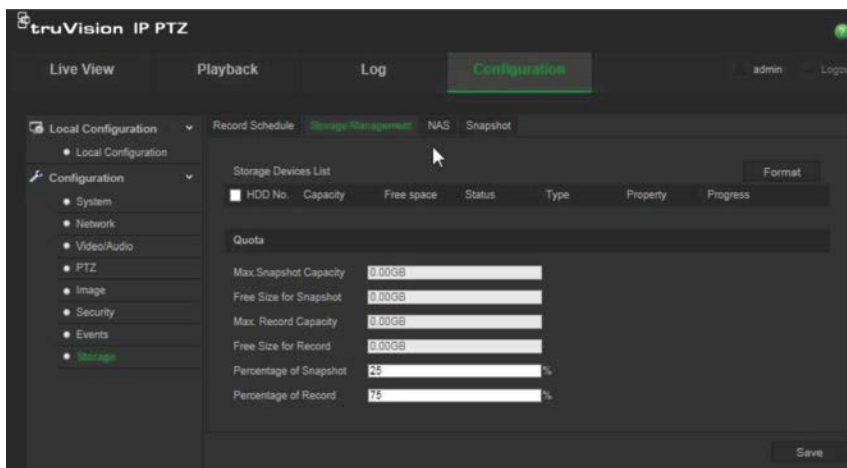 truVision IP PTZ
?
Live View Playback Log Configuration admin
Local Configuration
Local Configuration
Configuration
System
Network
Video/Audio
PTZ
Image
Security
Events
Storage
Record Schedule Storage Management NAS Snapshot
Storage Devices List Format
HDD No. Capacity Free space Status Type Property Progress
Quota
Max.Snapshot Capacity 0.00GB
Free Size for Snapshot 0.00GB
Max. Record Capacity 0.00GB
Free Size for Record 0.00GB
Percentage of Snapshot 25 %
Percentage of Record 75 %
Save